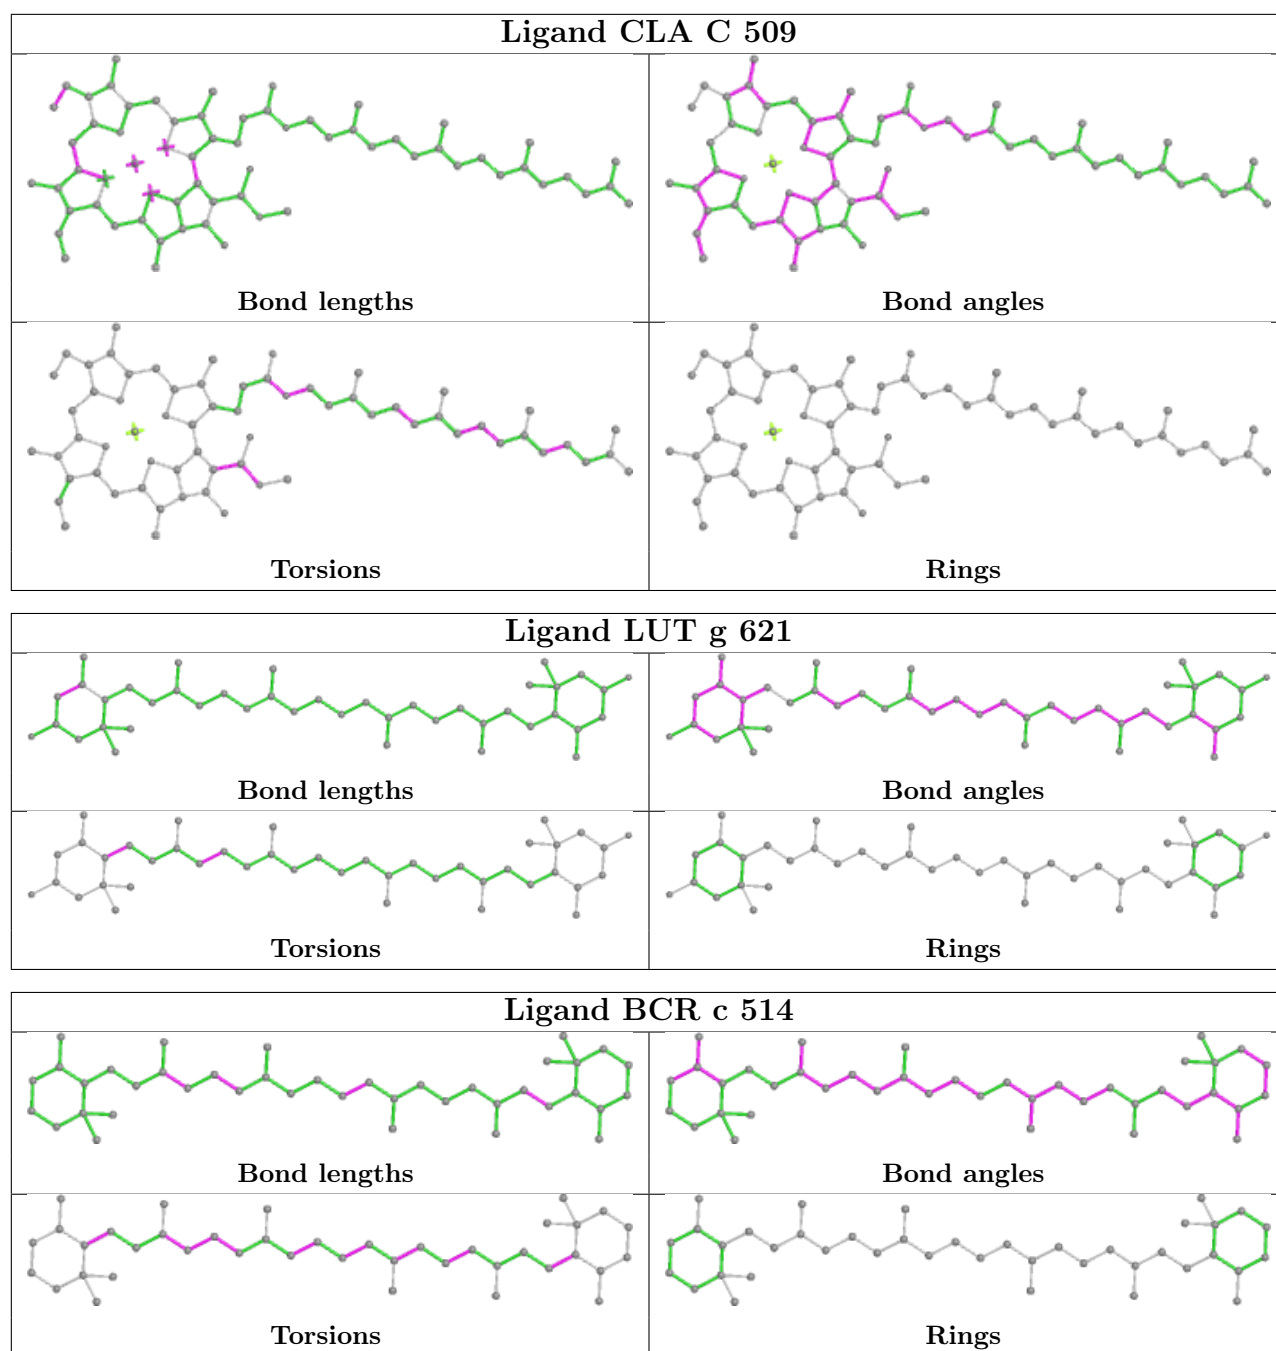 Ligand CLA C 509
Bond lengths
Bond angles
Torsions
Rings
Ligand LUT g 621
Bond lengths
Bond angles
Torsions
Rings
Ligand BCR c 514
Bond lengths
Bond angles
Torsions
Rings